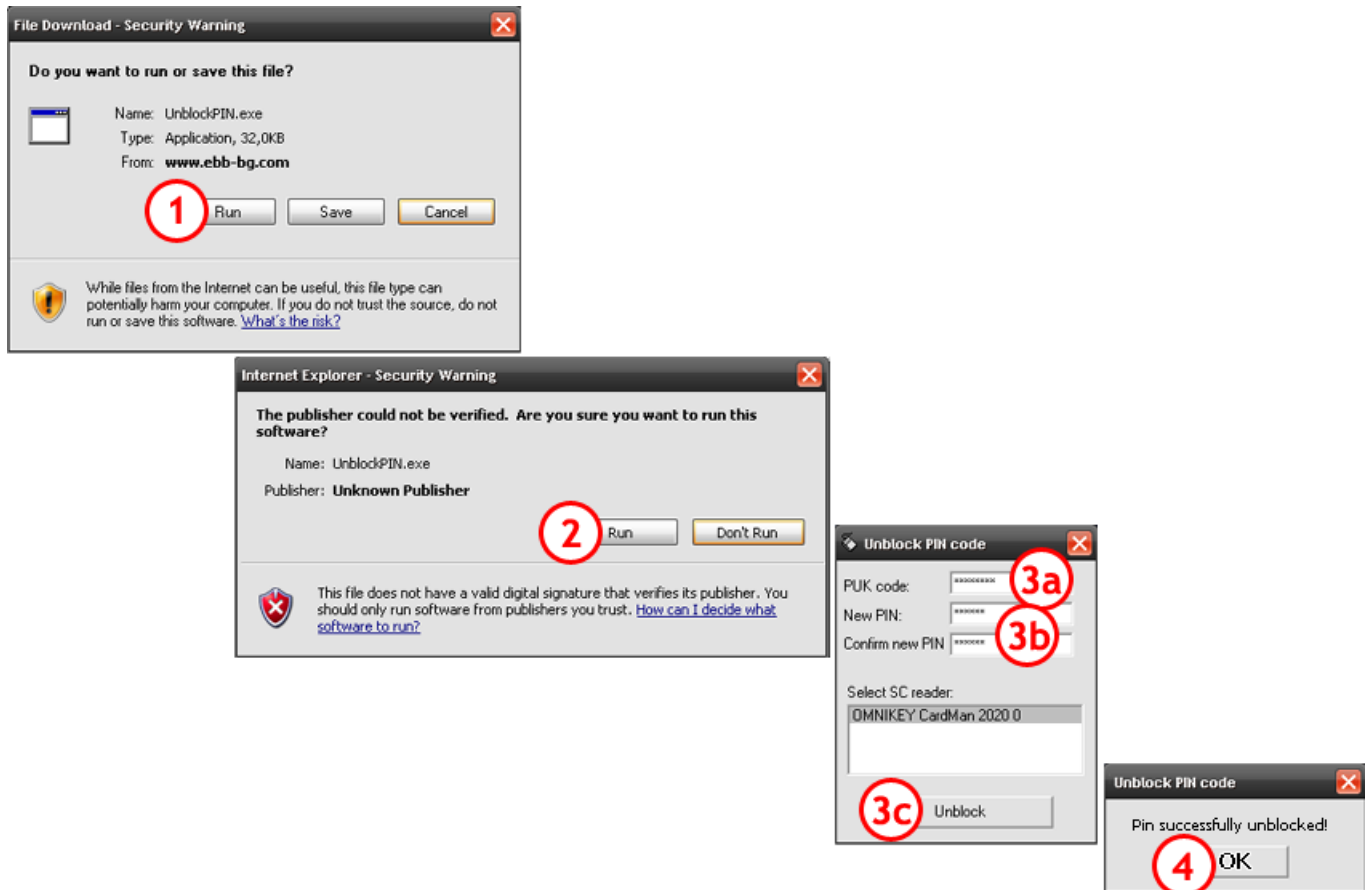 File Download - Security Warning
Do you want to run or save this file?
Name: UnblockPIN.exe
Type: Application, 32,0KB
From: www.ebb-bg.com
1 Run Save Cancel
While files from the Internet can be useful, this file type can
potentially harm your computer. If you do not trust the source, do not
run or save this software. What's the risk?
Internet Explorer - Security Warning
The publisher could not be verified. Are you sure you want to run this
software?
Name: UnblockPIN.exe
Publisher: Unknown Publisher
2 Run Don't Run
This file does not have a valid digital signature that verifies its publisher. You
should only run software from publishers you trust. How can I decide what
software to run?
Unblock PIN code
PUK code: ******** 3a
New PIN: ******
Confirm new PIN ****** 3b
Select SC reader:
OMNIKEY CardMan 2020 0
3c Unblock
Unblock PIN code
Pin successfully unblocked!
4 OK